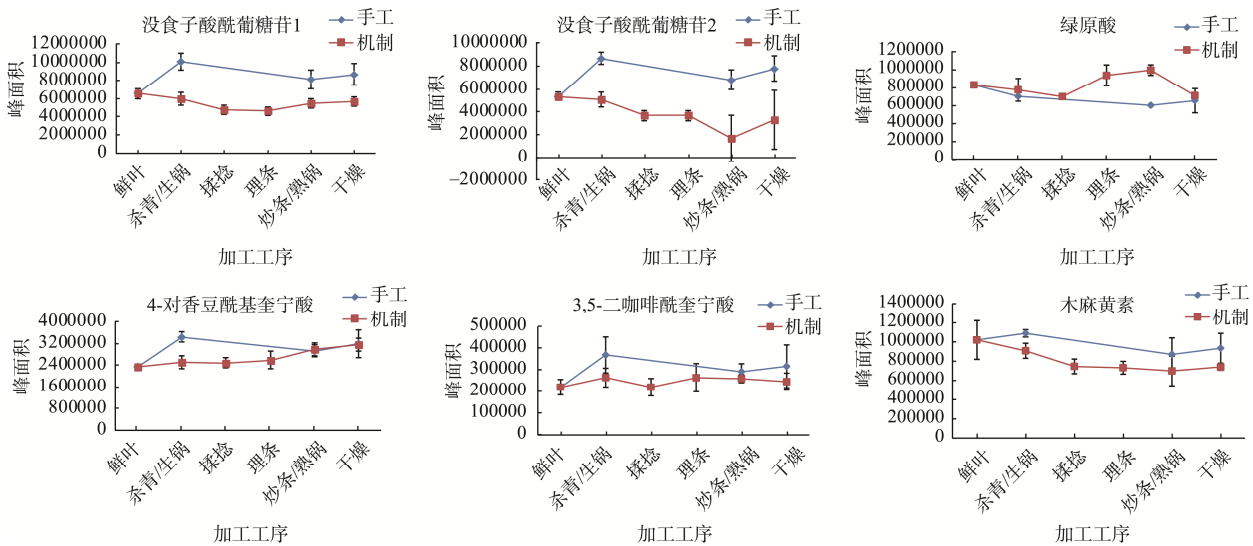 没食子酸酰葡糖苷1
手工
机制
峰面积
12000000
10000000
8000000
6000000
4000000
2000000
0
鲜叶
杀青/生锅
揉捻
理条
炒条/熟锅
干燥
加工工序
没食子酸酰葡糖苷2
手工
机制
峰面积
10000000
8000000
6000000
4000000
2000000
0
–2000000
鲜叶
杀青/生锅
揉捻
理条
炒条/熟锅
干燥
加工工序
绿原酸
手工
机制
峰面积
1200000
1000000
800000
600000
400000
200000
0
鲜叶
杀青/生锅
揉捻
理条
炒条/熟锅
干燥
加工工序
4-对香豆酰基奎宁酸
手工
机制
峰面积
4000000
3200000
2400000
1600000
800000
0
鲜叶
杀青/生锅
揉捻
理条
炒条/熟锅
干燥
加工工序
3,5-二咖啡酰奎宁酸
手工
机制
峰面积
500000
400000
300000
200000
100000
0
鲜叶
杀青/生锅
揉捻
理条
炒条/熟锅
干燥
加工工序
木麻黄素
手工
机制
峰面积
1400000
1200000
1000000
800000
600000
400000
200000
0
鲜叶
杀青/生锅
揉捻
理条
炒条/熟锅
干燥
加工工序